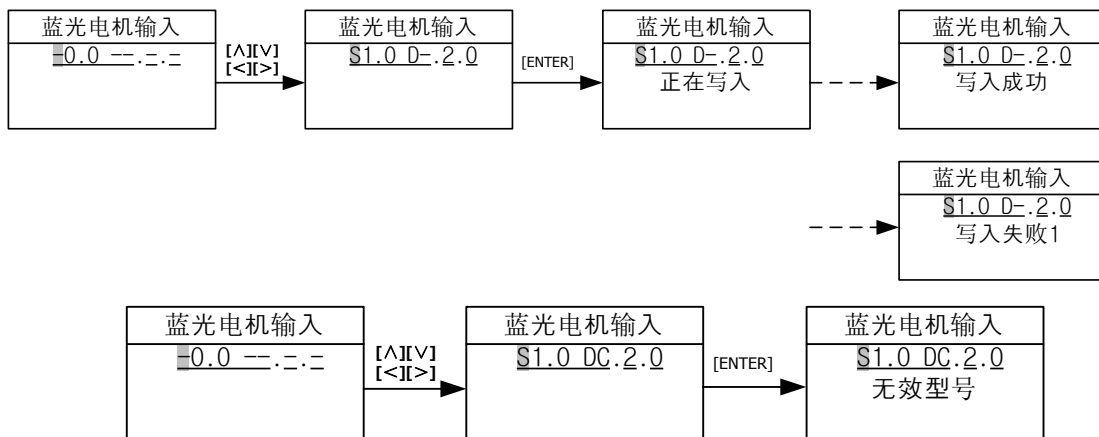 蓝光电机输入
-0.0 --.-.-
[∧][∨]
[<][>]
蓝光电机输入
S1.0 D-.2.0
[ENTER]
蓝光电机输入
S1.0 D-.2.0
正在写入
蓝光电机输入
S1.0 D-.2.0
写入成功
蓝光电机输入
S1.0 D-.2.0
写入失败1
蓝光电机输入
-0.0 --.-.-
[∧][∨]
[<][>]
蓝光电机输入
S1.0 DC.2.0
[ENTER]
蓝光电机输入
S1.0 DC.2.0
无效型号